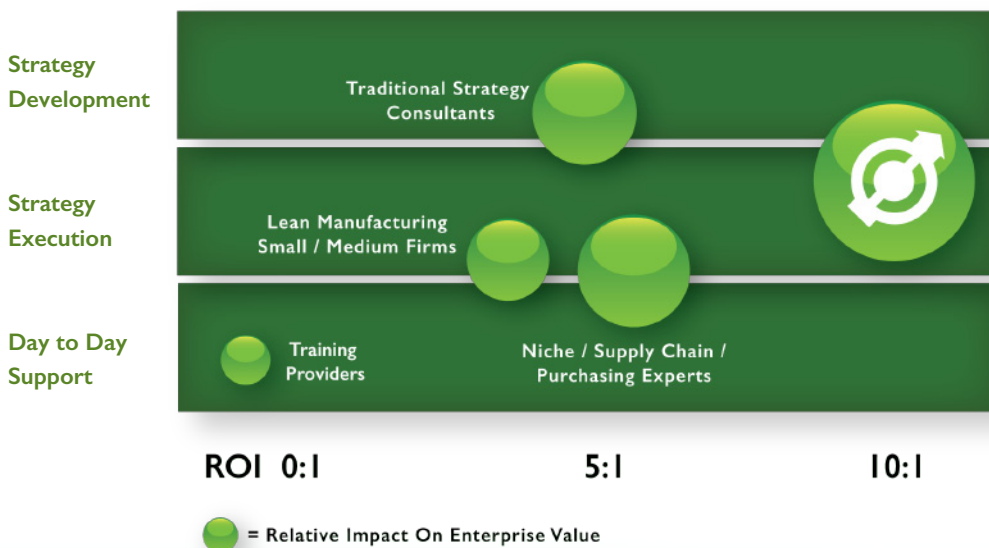 Strategy
Development
Traditional Strategy
Consultants
Strategy
Execution
Lean Manufacturing
Small / Medium Firms
Day to Day
Support
Training
Providers
Niche / Supply Chain /
Purchasing Experts
ROI 0:1 5:1 10:1
= Relative Impact On Enterprise Value